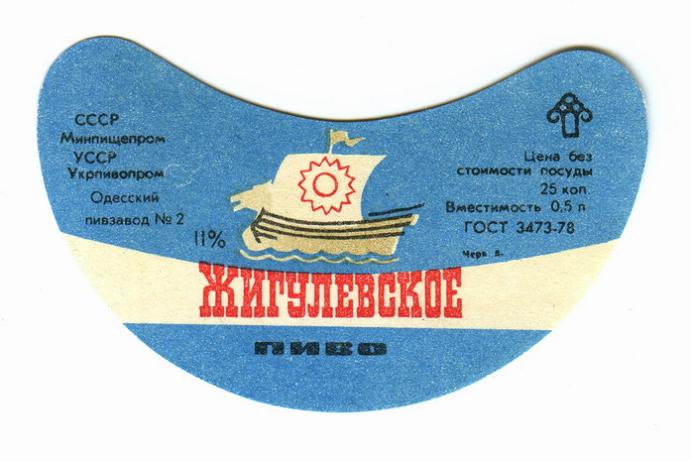 СССР
Минпищепром
УССР
Укрпивопром
Одесский
пивзавод № 2
11%
Цена без
стоимости посуды
25 коп.
Вместимость 0,5 л
ГОСТ 3473-78
Черк. в.
ЖИГУЛЕВСКОЕ
ПИВО